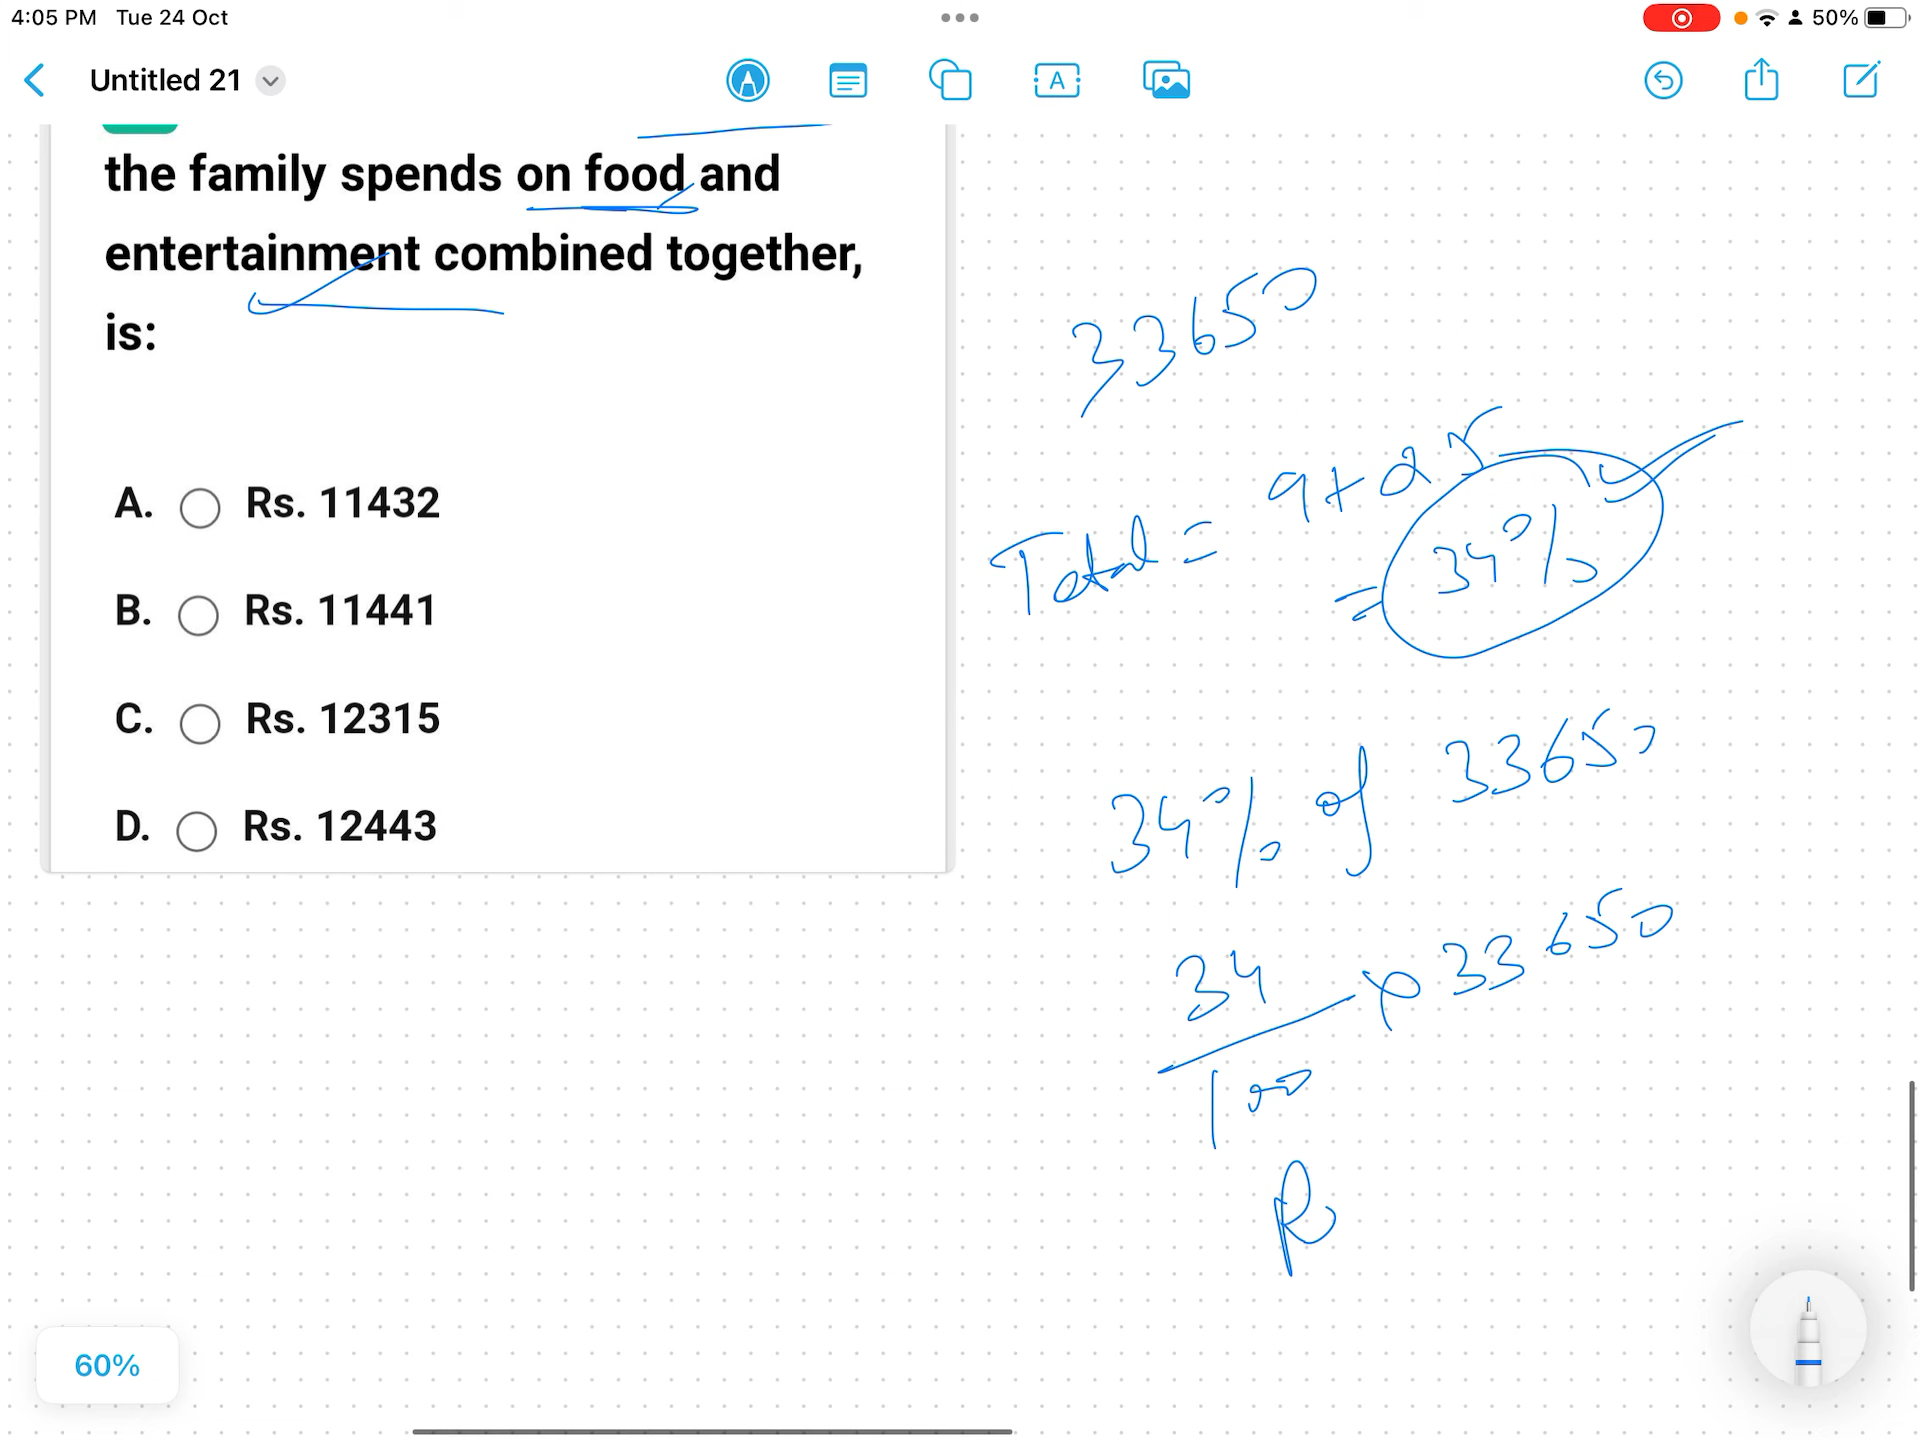 4:05 PM Tue 24 Oct
50%
Untitled 21
A
the family spends on food and
entertainment combined together,
is:
A. Rs. 11432
B. Rs. 11441
C. Rs. 12315
D. Rs. 12443
33650
Total = 9+25
= 34%
34% of 33650
34
100
x 33650
R
60%